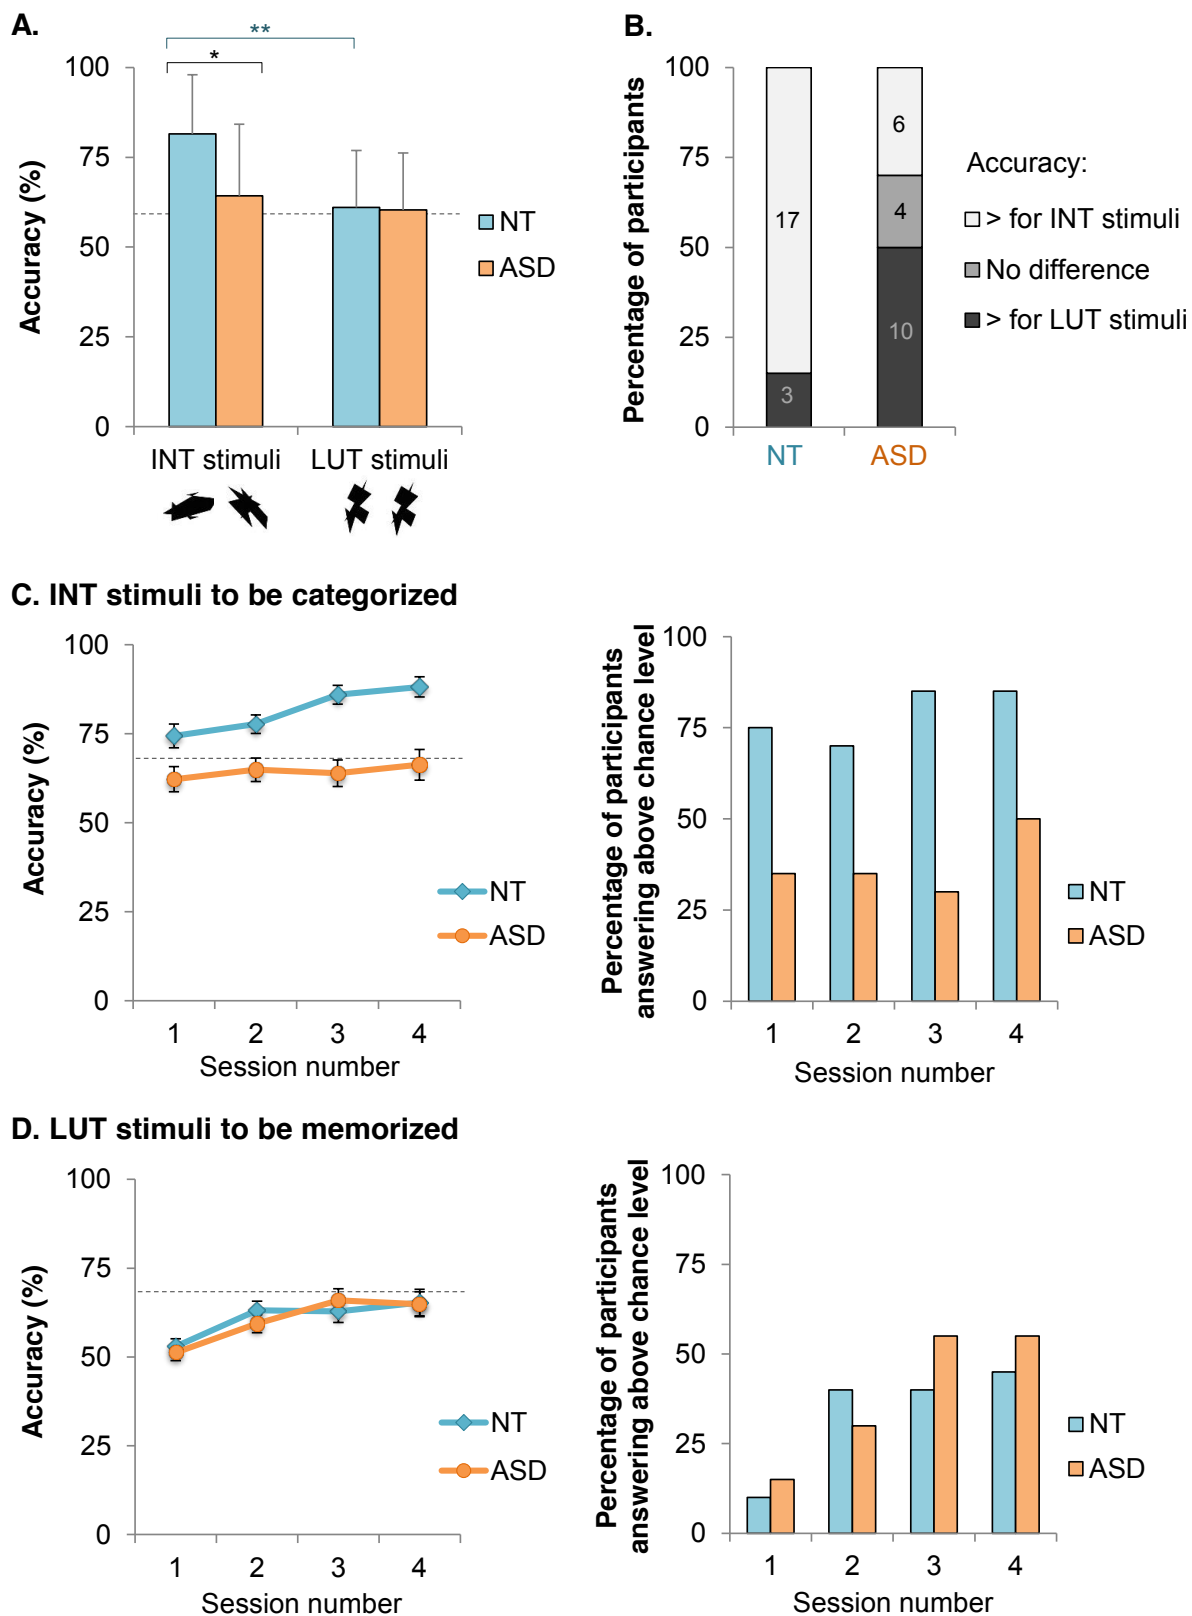 A.
**
*
100
75
50
25
0
Accuracy (%)
INT stimuli
LUT stimuli
NT
ASD
B.
100
75
50
25
0
Percentage of participants
17
3
6
4
10
NT
ASD
Accuracy:
> for INT stimuli
No difference
> for LUT stimuli
C. INT stimuli to be categorized
100
75
50
25
0
Accuracy (%)
1 2 3 4
Session number
NT
ASD
Percentage of participants
answering above chance level
100
75
50
25
0
1 2 3 4
Session number
NT
ASD
D. LUT stimuli to be memorized
100
75
50
25
0
Accuracy (%)
1 2 3 4
Session number
NT
ASD
Percentage of participants
answering above chance level
100
75
50
25
0
1 2 3 4
Session number
NT
ASD